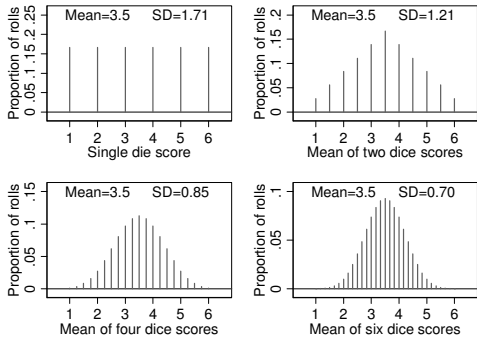 Mean=3.5 SD=1.71
Proportion of rolls
0 .05 .1 .15 .2 .25
1 2 3 4 5 6
Single die score
Mean=3.5 SD=1.21
Proportion of rolls
0 .05 .1 .15 .2
1 2 3 4 5 6
Mean of two dice scores
Mean=3.5 SD=0.85
Proportion of rolls
0 .05 .1 .15
1 2 3 4 5 6
Mean of four dice scores
Mean=3.5 SD=0.70
Proportion of rolls
0 .05 .1
1 2 3 4 5 6
Mean of six dice scores